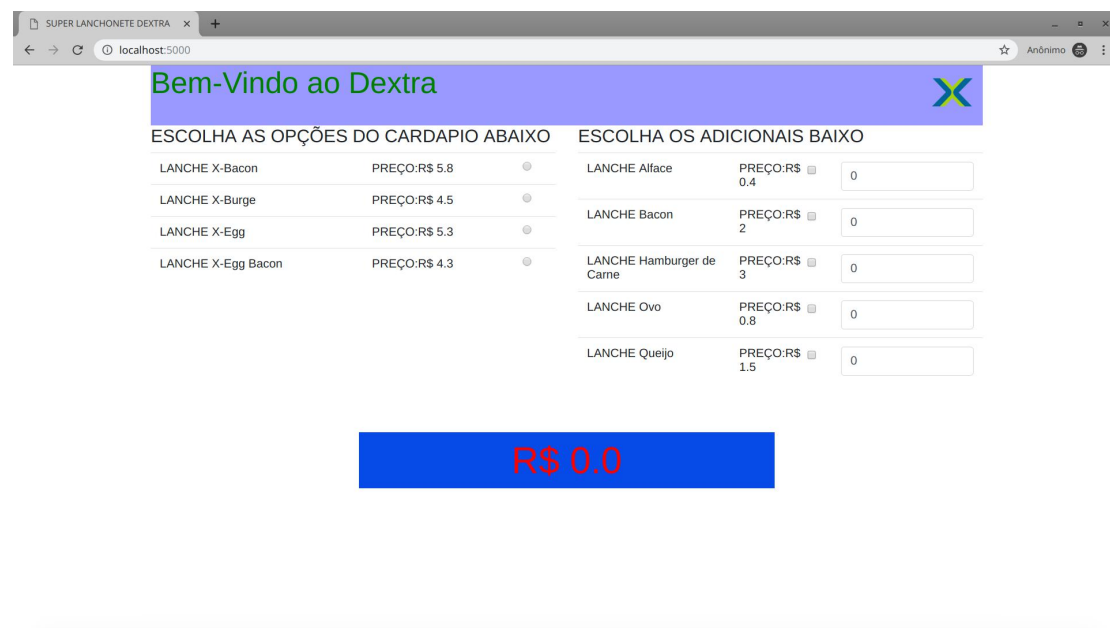 SUPER LANCHONETE DEXTRA
localhost:5000
Anônimo
Bem-Vindo ao Dextra
ESCOLHA AS OPÇÕES DO CARDAPIO ABAIXO
LANCHE X-Bacon PREÇO:R$ 5.8
LANCHE X-Burge PREÇO:R$ 4.5
LANCHE X-Egg PREÇO:R$ 5.3
LANCHE X-Egg Bacon PREÇO:R$ 4.3
ESCOLHA OS ADICIONAIS BAIXO
LANCHE Alface PREÇO:R$
0.4
0
LANCHE Bacon PREÇO:R$
2
0
LANCHE Hamburger de PREÇO:R$
Carne 3
0
LANCHE Ovo PREÇO:R$
0.8
0
LANCHE Queijo PREÇO:R$
1.5
0
R$ 0.0